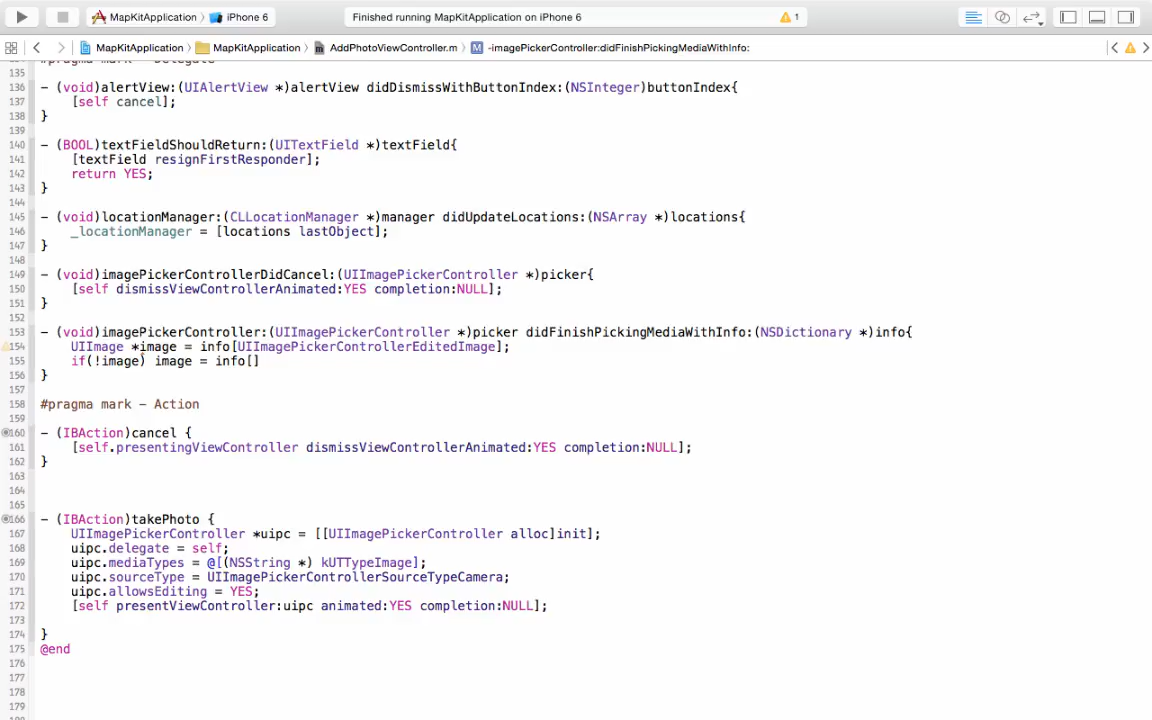 MapKitApplication iPhone 6 Finished running MapKitApplication on iPhone 6 1
MapKitApplication MapKitApplication AddPhotoViewController.m M -imagePickerController:didFinishPickingMediaWithInfo:
#pragma mark - Delegate
135
136 - (void)alertView:(UIAlertView *)alertView didDismissWithButtonIndex:(NSInteger)buttonIndex{
137 [self cancel];
138 }
139
140 - (BOOL)textFieldShouldReturn:(UITextField *)textField{
141 [textField resignFirstResponder];
142 return YES;
143 }
144
145 - (void)locationManager:(CLLocationManager *)manager didUpdateLocations:(NSArray *)locations{
146 _locationManager = [locations lastObject];
147 }
148
149 - (void)imagePickerControllerDidCancel:(UIImagePickerController *)picker{
150 [self dismissViewControllerAnimated:YES completion:NULL];
151 }
152
153 - (void)imagePickerController:(UIImagePickerController *)picker didFinishPickingMediaWithInfo:(NSDictionary *)info{
154 UIImage *image = info[UIImagePickerControllerEditedImage];
155 if(!image) image = info[]
156 }
157
158 #pragma mark - Action
159
160 - (IBAction)cancel {
161 [self.presentingViewController dismissViewControllerAnimated:YES completion:NULL];
162 }
163
164
165
166 - (IBAction)takePhoto {
167 UIImagePickerController *uipc = [[UIImagePickerController alloc]init];
168 uipc.delegate = self;
169 uipc.mediaTypes = @[(NSString *) kUTTypeImage];
170 uipc.sourceType = UIImagePickerControllerSourceTypeCamera;
171 uipc.allowsEditing = YES;
172 [self presentViewController:uipc animated:YES completion:NULL];
173
174 }
175 @end
176
177
178
179